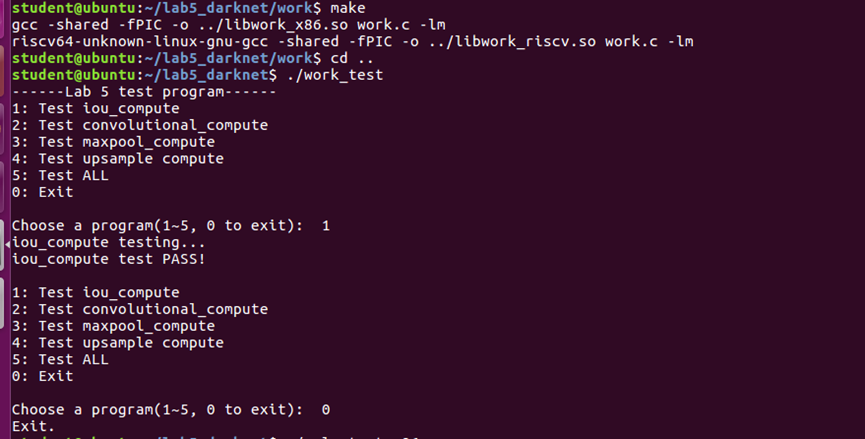 student@ubuntu:~/lab5_darknet/work$ make
gcc -shared -fPIC -o ../libwork_x86.so work.c -lm
riscv64-unknown-linux-gnu-gcc -shared -fPIC -o ../libwork_riscv.so work.c -lm
student@ubuntu:~/lab5_darknet/work$ cd ..
student@ubuntu:~/lab5_darknet$ ./work_test
------Lab 5 test program------
1: Test iou_compute
2: Test convolutional_compute
3: Test maxpool_compute
4: Test upsample compute
5: Test ALL
0: Exit

Choose a program(1~5, 0 to exit):  1
iou_compute testing...
iou_compute test PASS!

1: Test iou_compute
2: Test convolutional_compute
3: Test maxpool_compute
4: Test upsample compute
5: Test ALL
0: Exit

Choose a program(1~5, 0 to exit):  0
Exit.